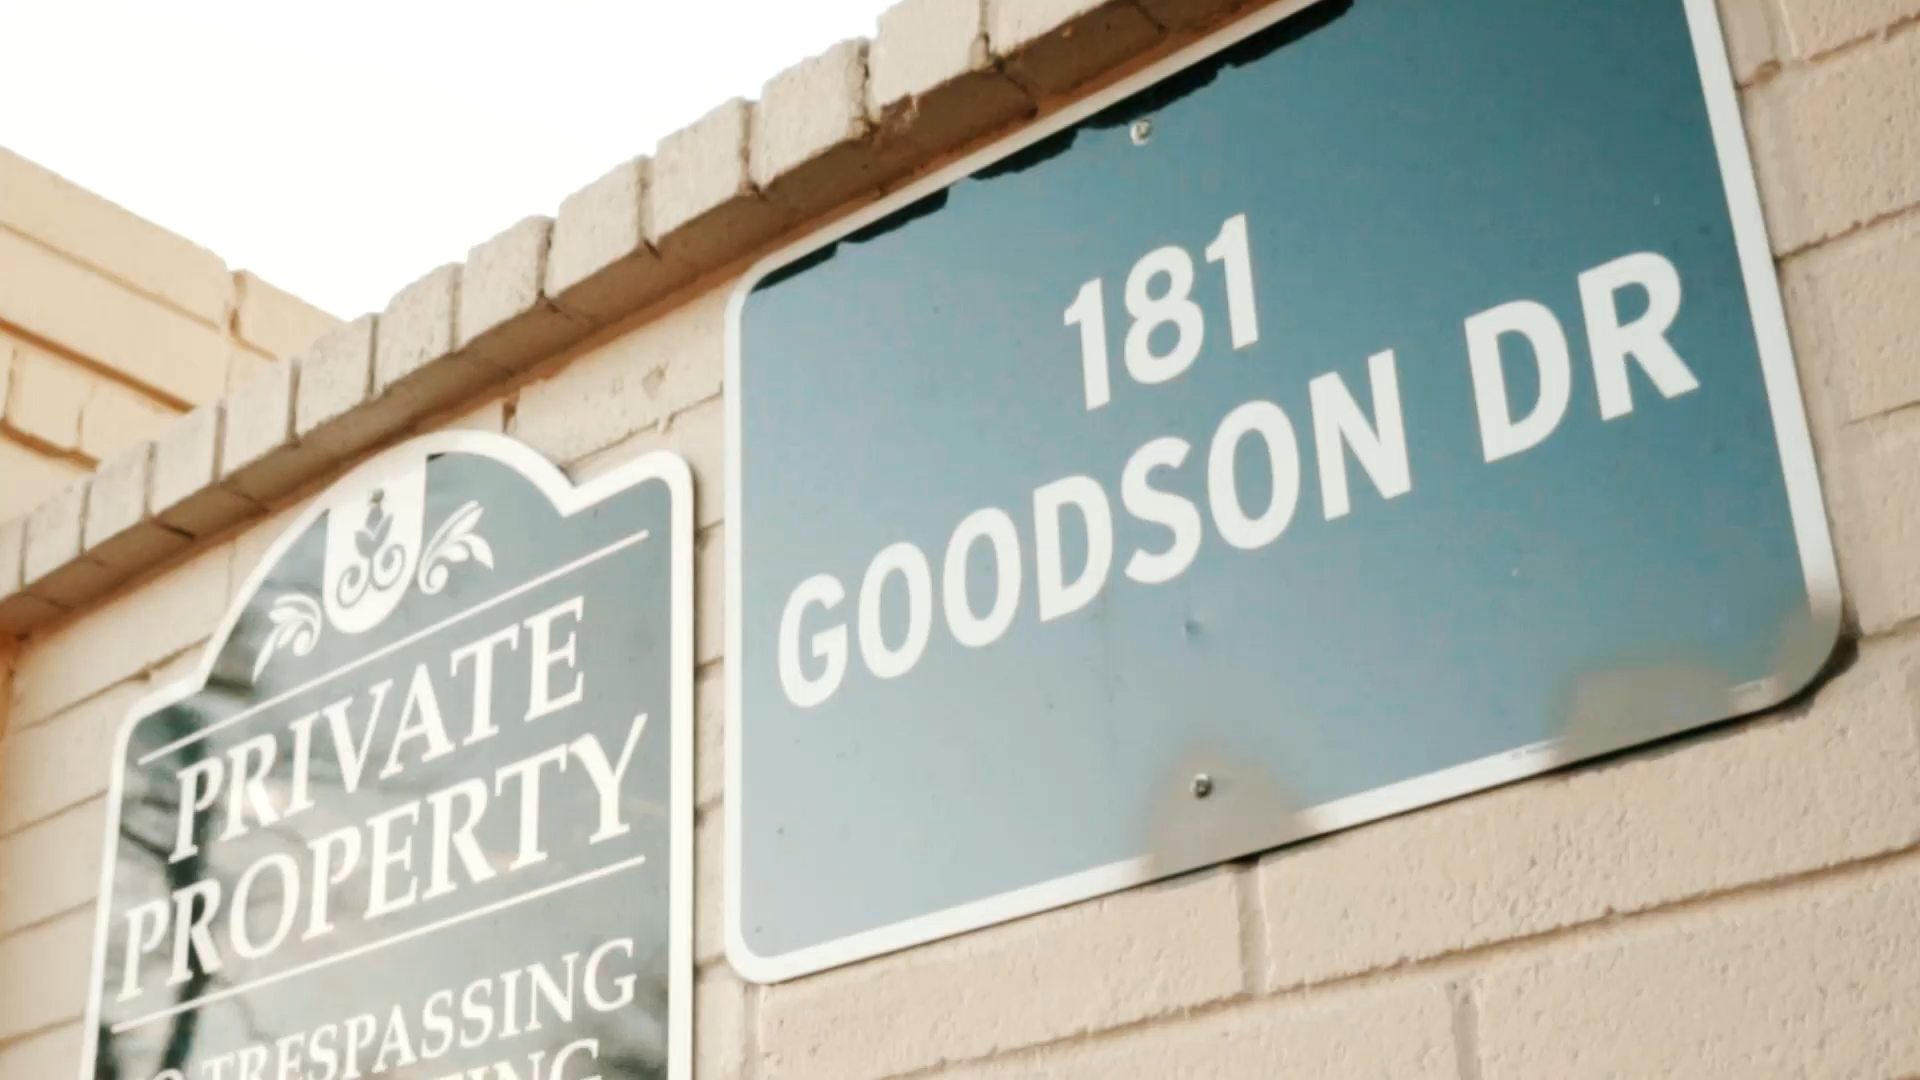 PRIVATE
PROPERTY
TRESPASSING
181
GOODSON DR